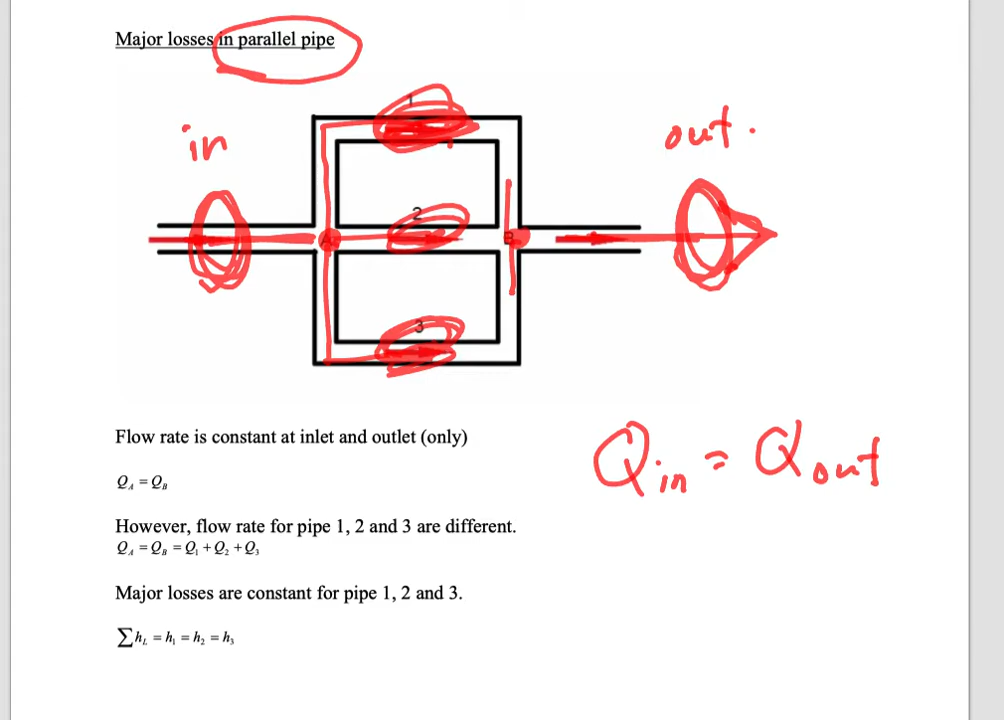 Major losses in parallel pipe
in
out.
1
2
A
B
3
Flow rate is constant at inlet and outlet (only)
Qin = Qout
Q_A = Q_B
However, flow rate for pipe 1, 2 and 3 are different.
Q_A = Q_B = Q_1 + Q_2 + Q_3
Major losses are constant for pipe 1, 2 and 3.
∑h_L = h_1 = h_2 = h_3